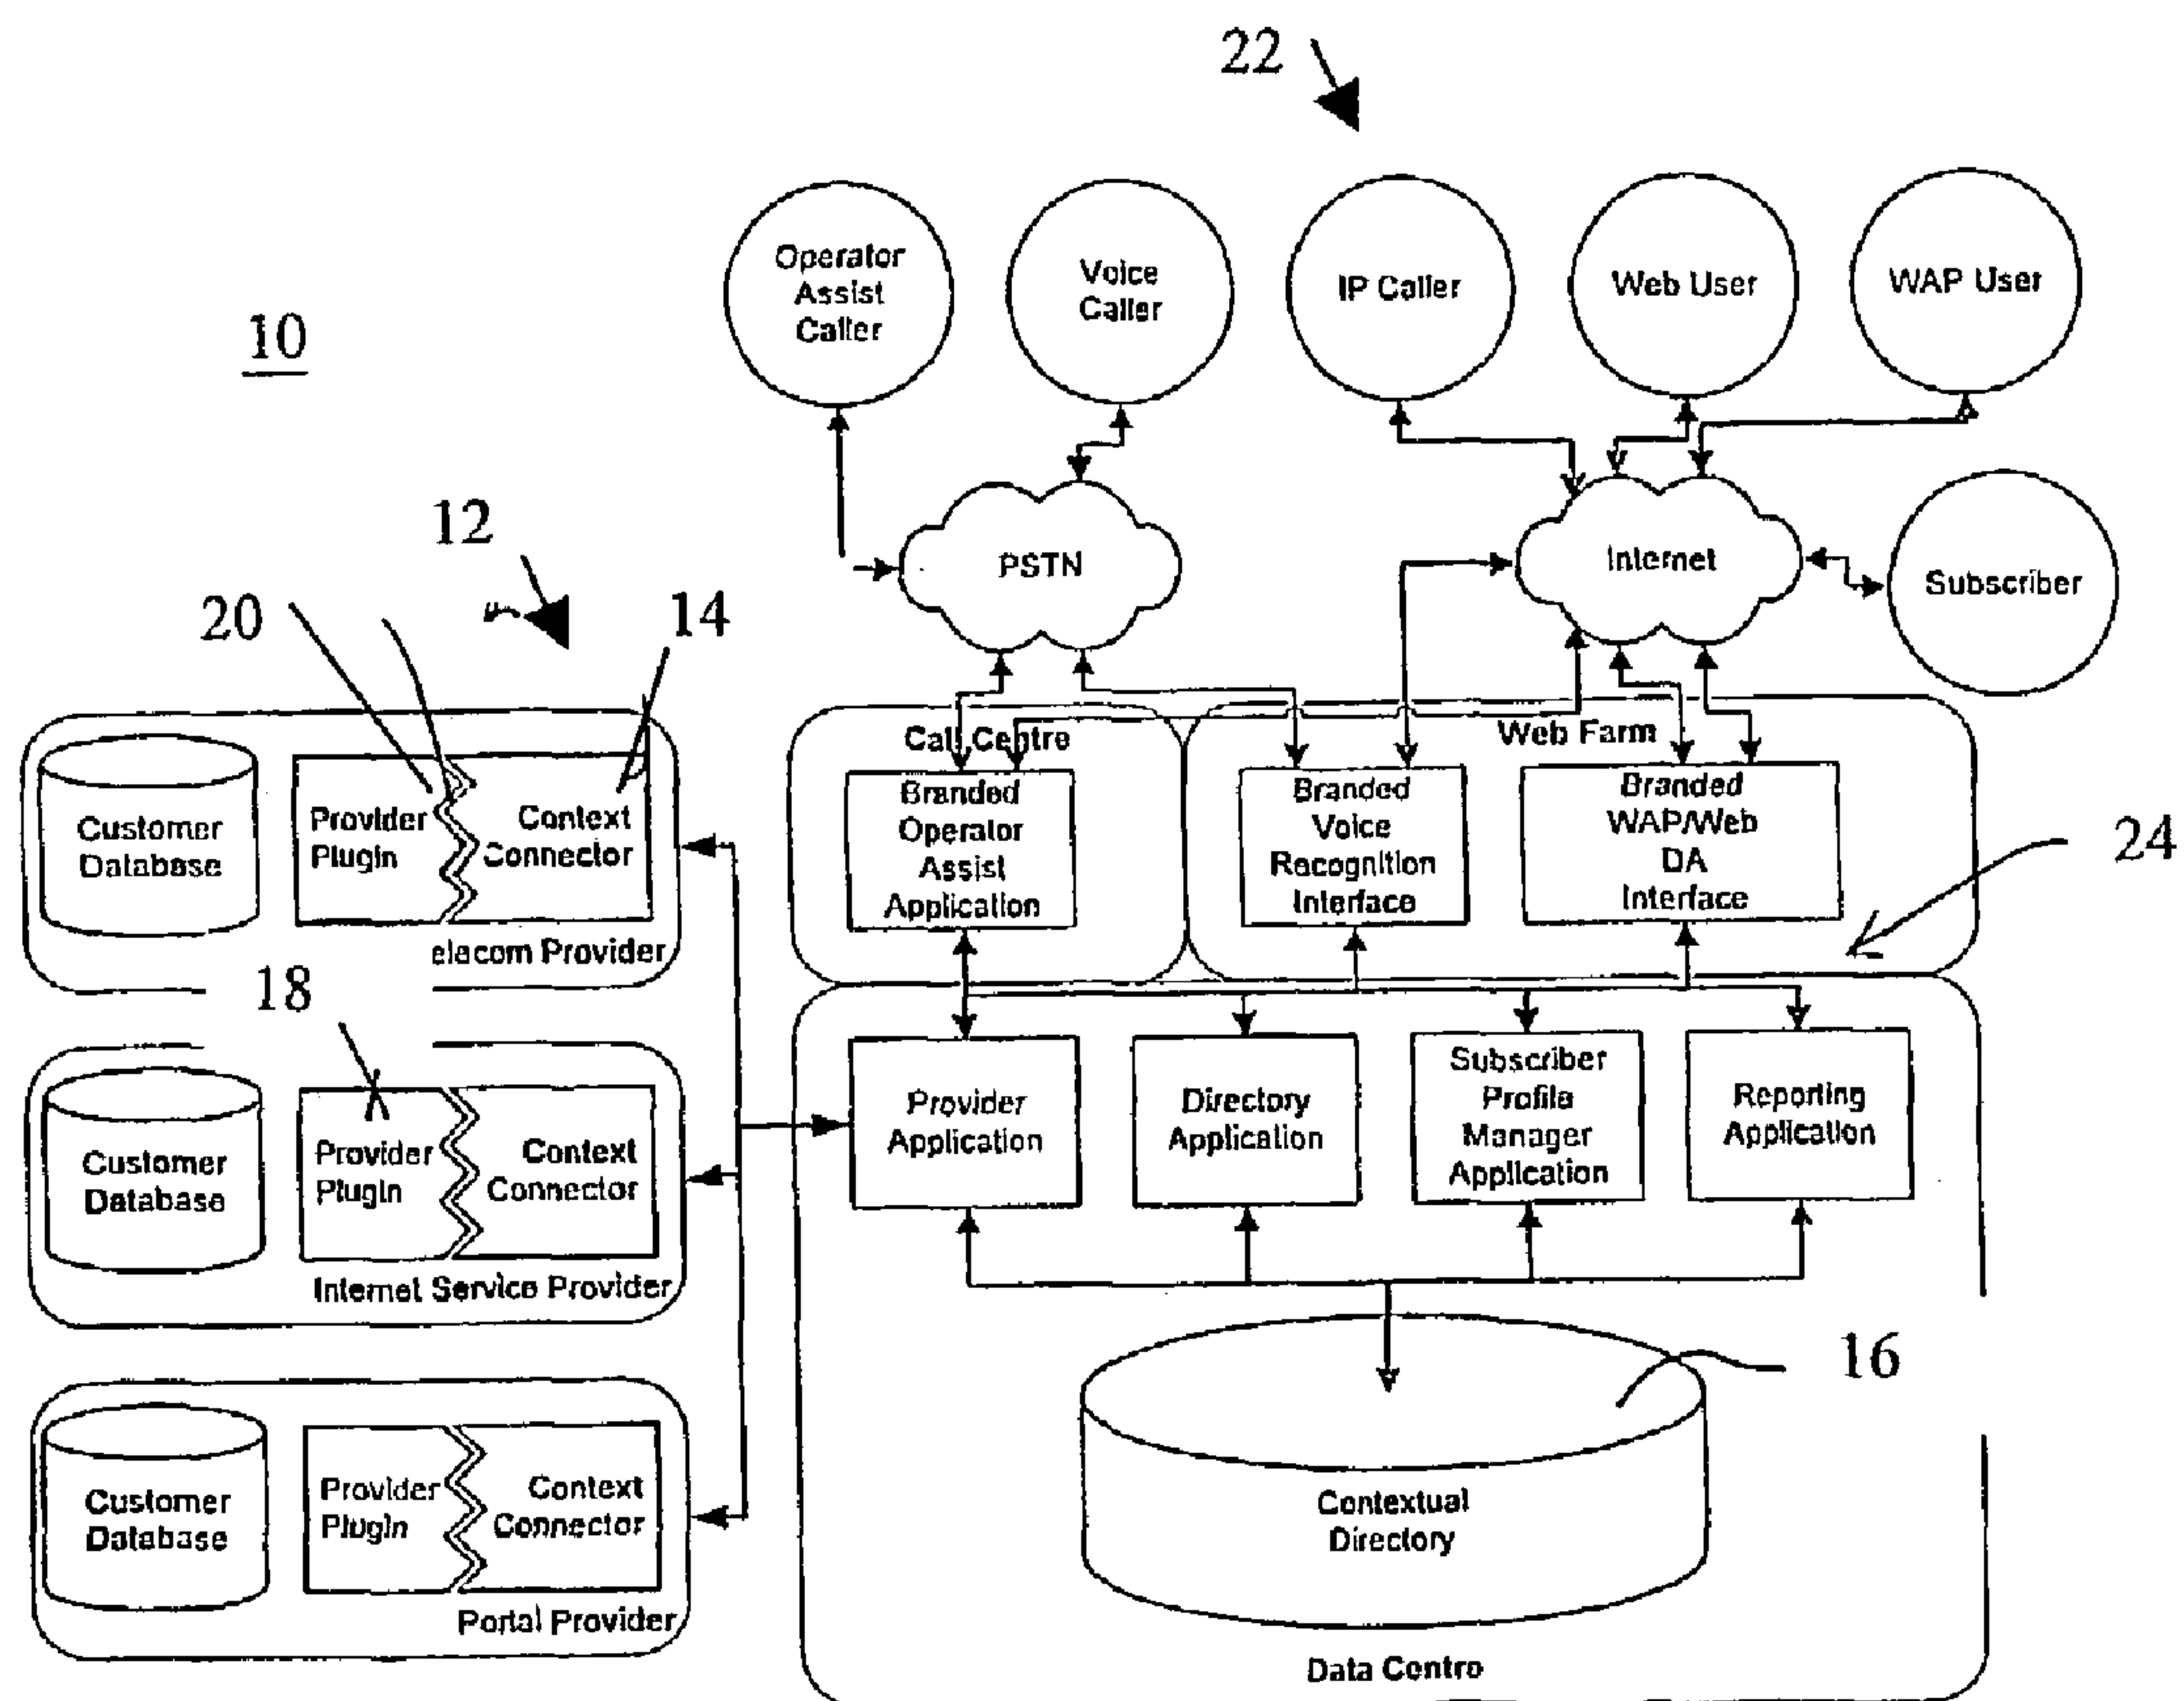 22
Operator
Assist
Caller
Voice
Caller
IP Caller
Web User
WAP User
10
12
20
14
PSTN
Internet
Subscriber
Customer
Database
Provider
Plugin
Context
Connector
elecom Provider
Call Centre
Branded
Operator
Assist
Application
Web Farm
Branded
Voice
Recognition
Interface
Branded
WAP/Web
DA
Interface
24
18
Customer
Database
Provider
Plugin
Context
Connector
Internet Service Provider
Provider
Application
Directory
Application
Subscriber
Profile
Manager
Application
Reporting
Application
Customer
Database
Provider
Plugin
Context
Connector
Portal Provider
16
Contextual
Directory
Data Centro